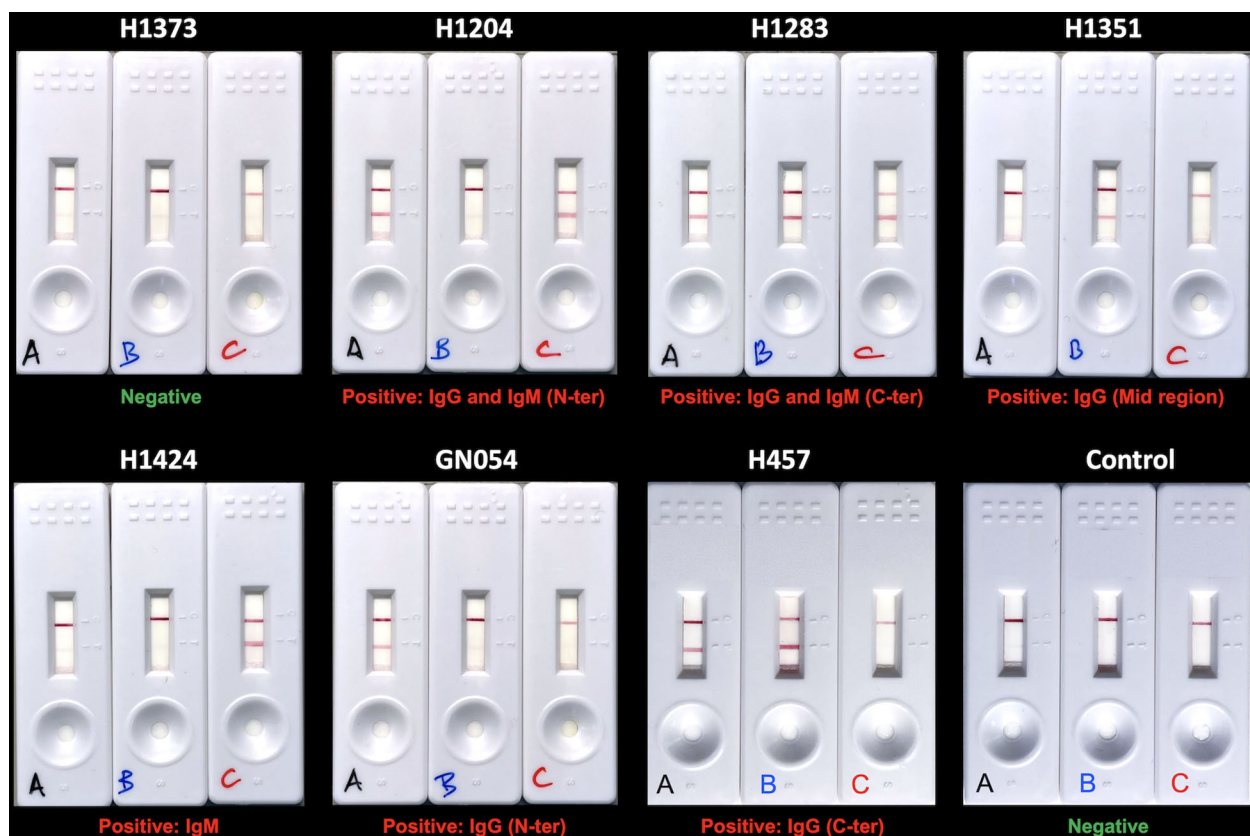 H1373 H1204 H1283 H1351
C C C C C C C C C C C C
T T T T T T T T T T T T
A B C A B C A B C A B C
S S S S S S S S S S S S
Negative Positive: IgG and IgM (N-ter) Positive: IgG and IgM (C-ter) Positive: IgG (Mid region)
H1424 GN054 H457 Control
C C C C C C C C C C C C
T T T T T T T T T T T T
A B C A B C A B C A B C
S S S S S S S S S S S S
Positive: IgM Positive: IgG (N-ter) Positive: IgG (C-ter) Negative